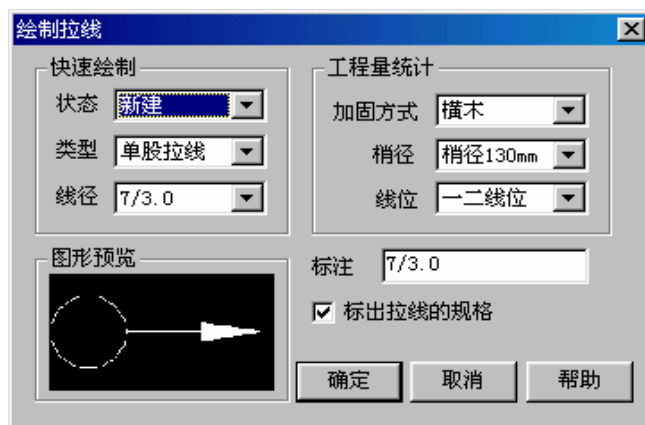 绘制拉线
快速绘制
状态 新建
类型 单股拉线
线径 7/3.0
工程量统计
加固方式 横木
梢径 梢径130mm
线位 一二线位
图形预览
标注 7/3.0
标出拉线的规格
确定 取消 帮助